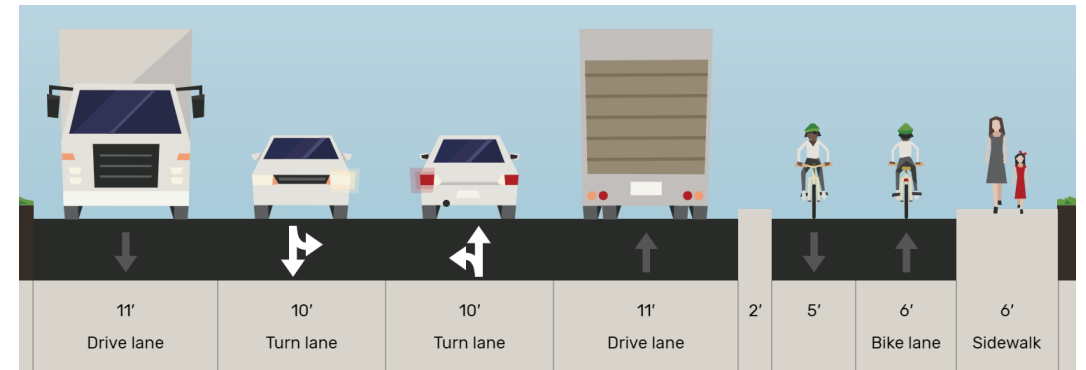 11′
10′
10′
11′
2′
5′
6′
6′
Drive lane
Turn lane
Turn lane
Drive lane
Bike lane
Sidewalk